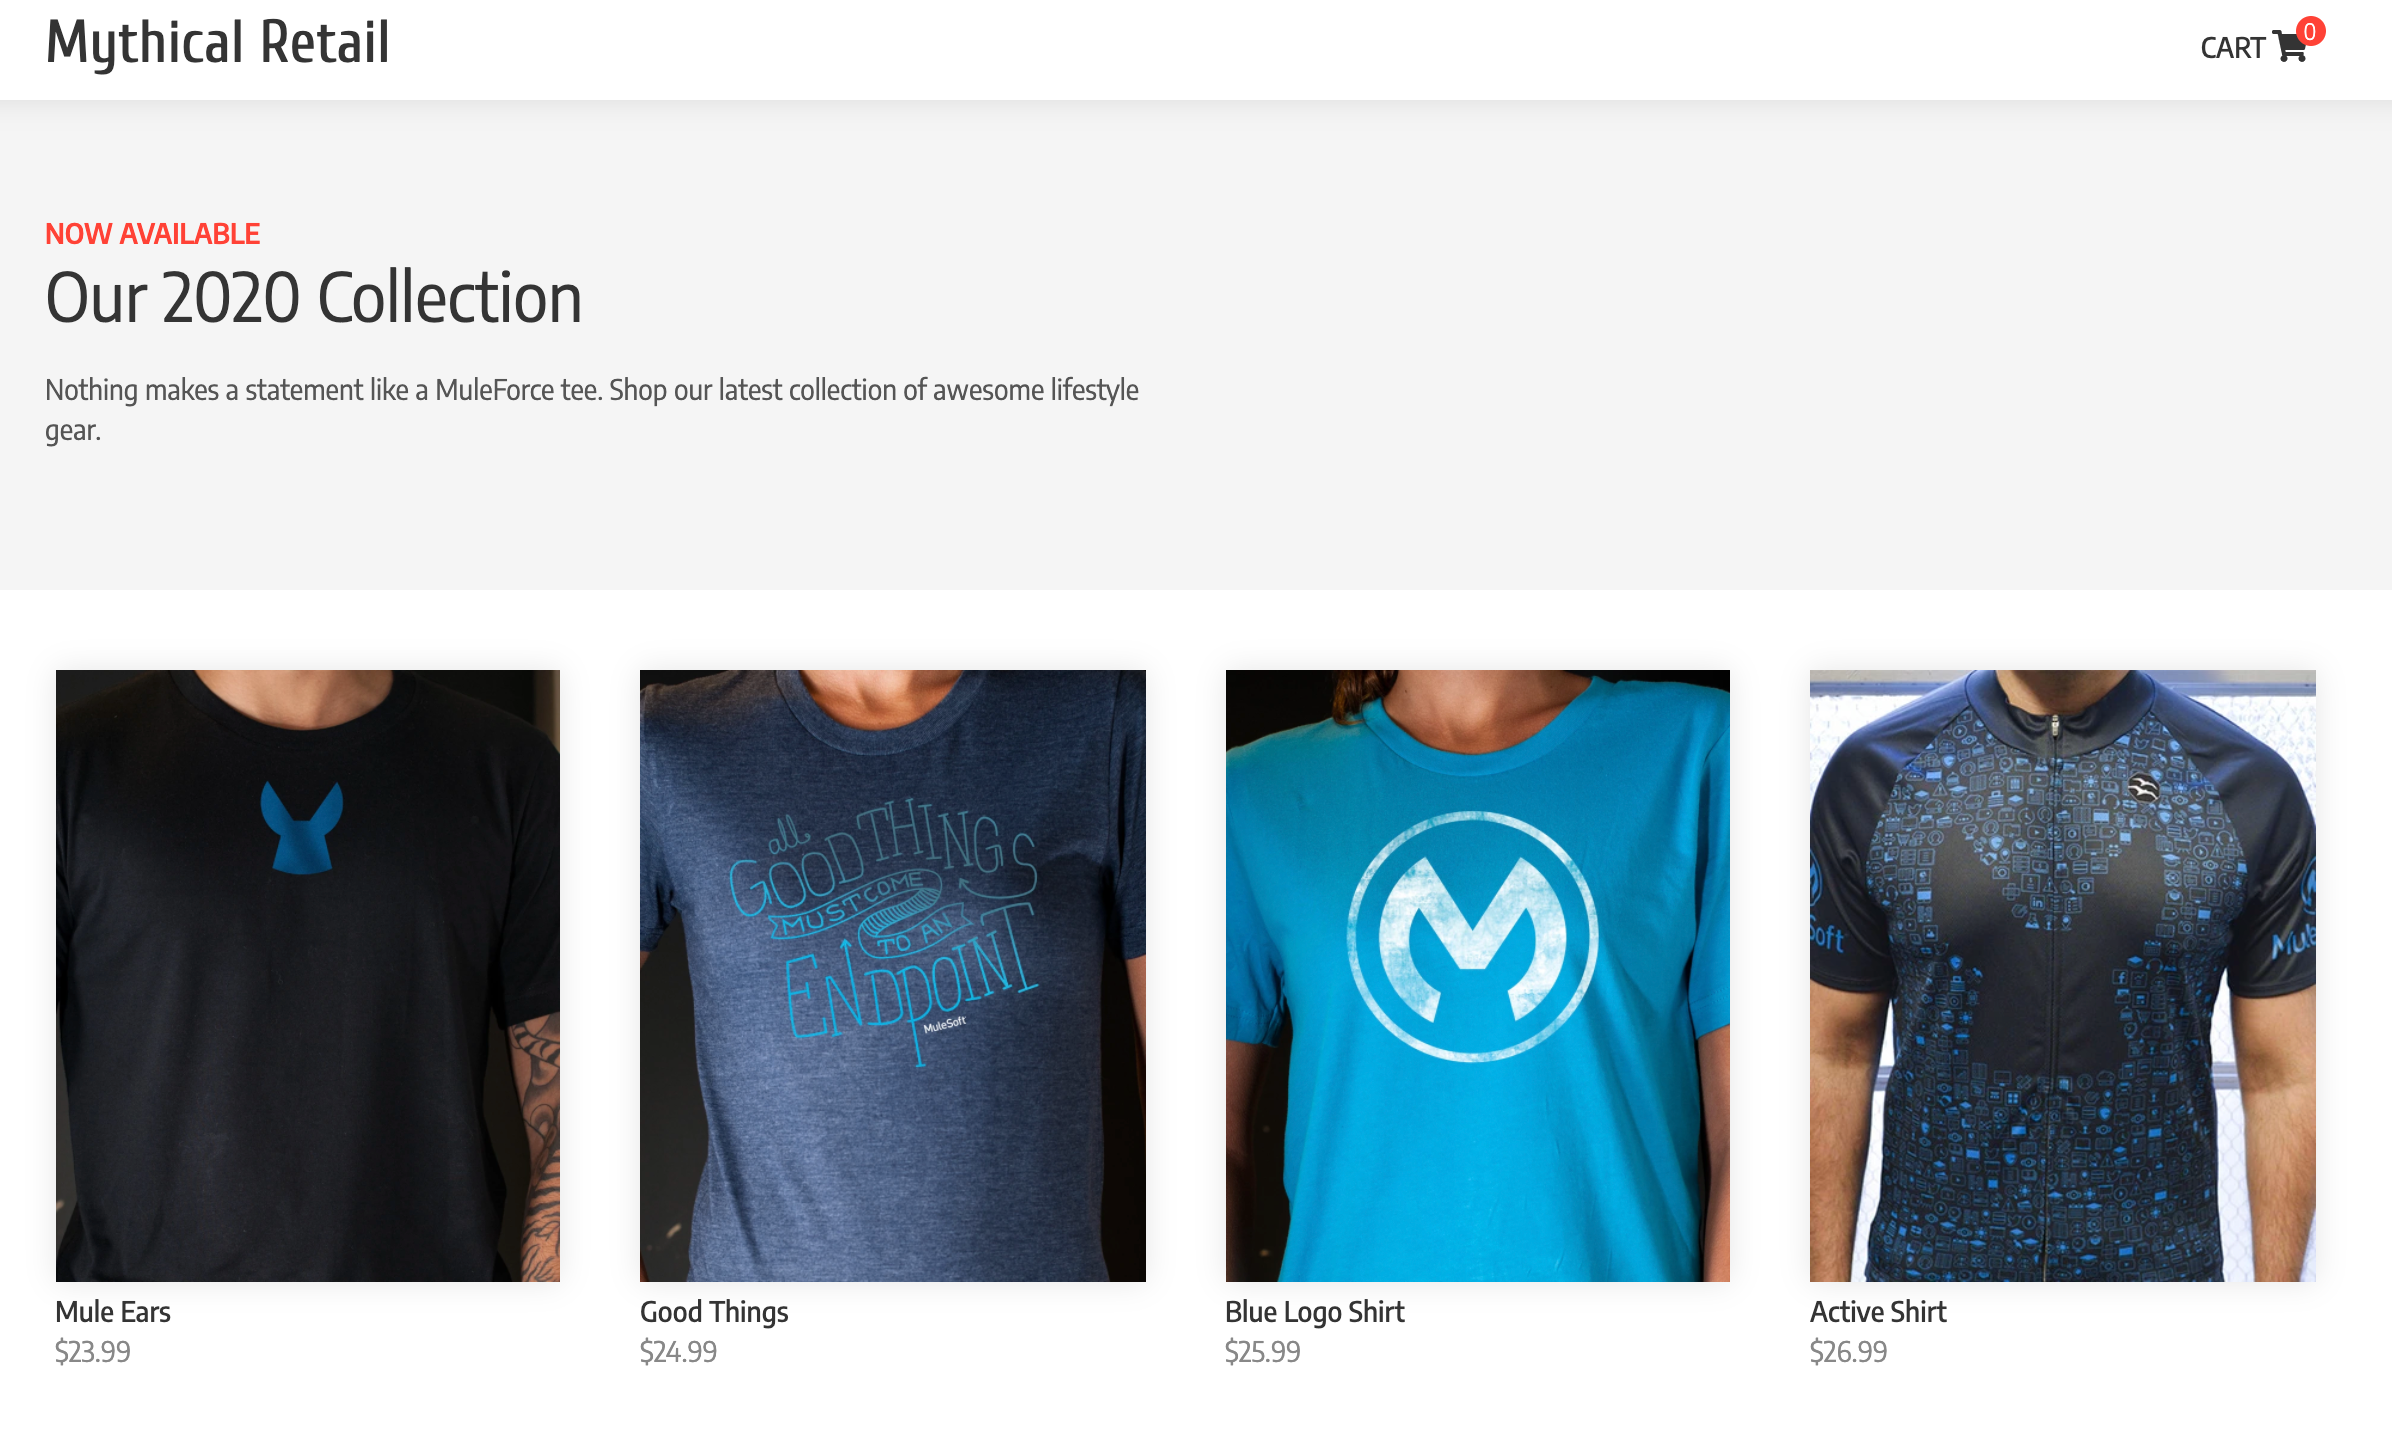 Mythical Retail
CART 0
NOW AVAILABLE
Our 2020 Collection
Nothing makes a statement like a MuleForce tee. Shop our latest collection of awesome lifestyle
gear.
all
GOOD THINGS
MUST COME
TO AN
ENDPOINT
MuleSoft
Soft
Mule
Mule Ears
$23.99
Good Things
$24.99
Blue Logo Shirt
$25.99
Active Shirt
$26.99